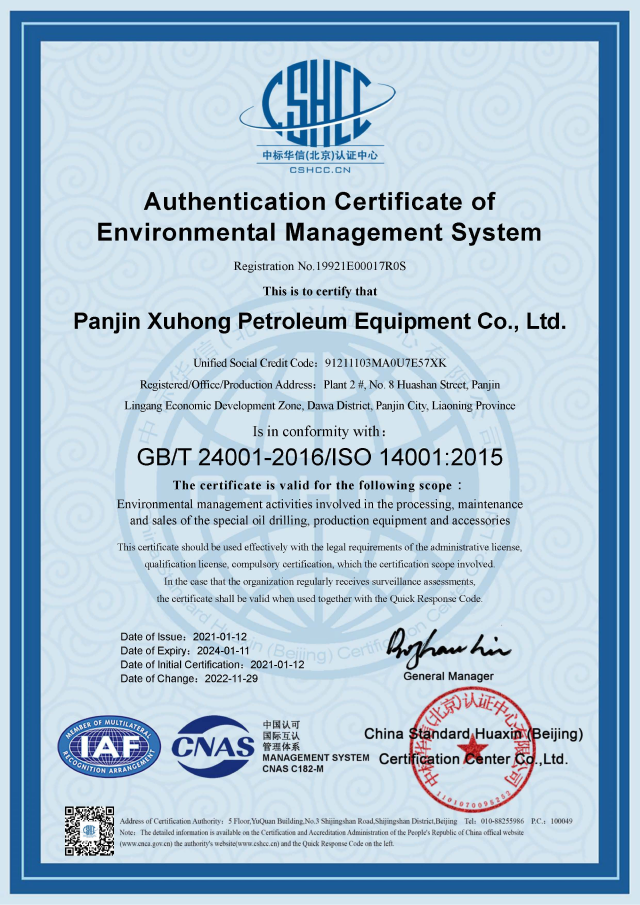 CSHCC
中标华信(北京)认证中心
CSHCC.CN
Authentication Certificate of
Environmental Management System
Registration No.19921E00017R0S
This is to certify that
Panjin Xuhong Petroleum Equipment Co., Ltd.
Unified Social Credit Code：91211103MA0U7E57XK
Registered/Office/Production Address：Plant 2 #, No. 8 Huashan Street, Panjin
Lingang Economic Development Zone, Dawa District, Panjin City, Liaoning Province
Is in conformity with：
GB/T 24001-2016/ISO 14001:2015
The certificate is valid for the following scope：
Environmental management activities involved in the processing, maintenance
and sales of the special oil drilling, production equipment and accessories
This certificate should be used effectively with the legal requirements of the administrative license,
qualification license, compulsory certification, which the certification scope involved.
In the case that the organization regularly receives surveillance assessments,
the certificate shall be valid when used together with the Quick Response Code.
Date of Issue：2021-01-12
Date of Expiry：2024-01-11
Date of Initial Certification：2021-01-12
Date of Change：2022-11-29
General Manager
MEMBER OF MULTILATERAL
IAF
RECOGNITION ARRANGEMENT
CNAS
中国认可
国际互认
管理体系
MANAGEMENT SYSTEM
CNAS C182-M
China Standard Huaxin (Beijing)
Certification Center Co.,Ltd.
中标华信(北京)认证中心有限公司
Address of Certification Authority：5 Floor,YuQuan Building,No.3 Shijingshan Road,Shijingshan District,Beijing Tel：010-88255986 P.C.：100049
Note：The detailed information is available on the Certification and Accreditation Administration of the People's Republic of China offical website
(www.cnca.gov.cn) the authority's website(www.cshcc.cn) and the Quick Response Code on the left.